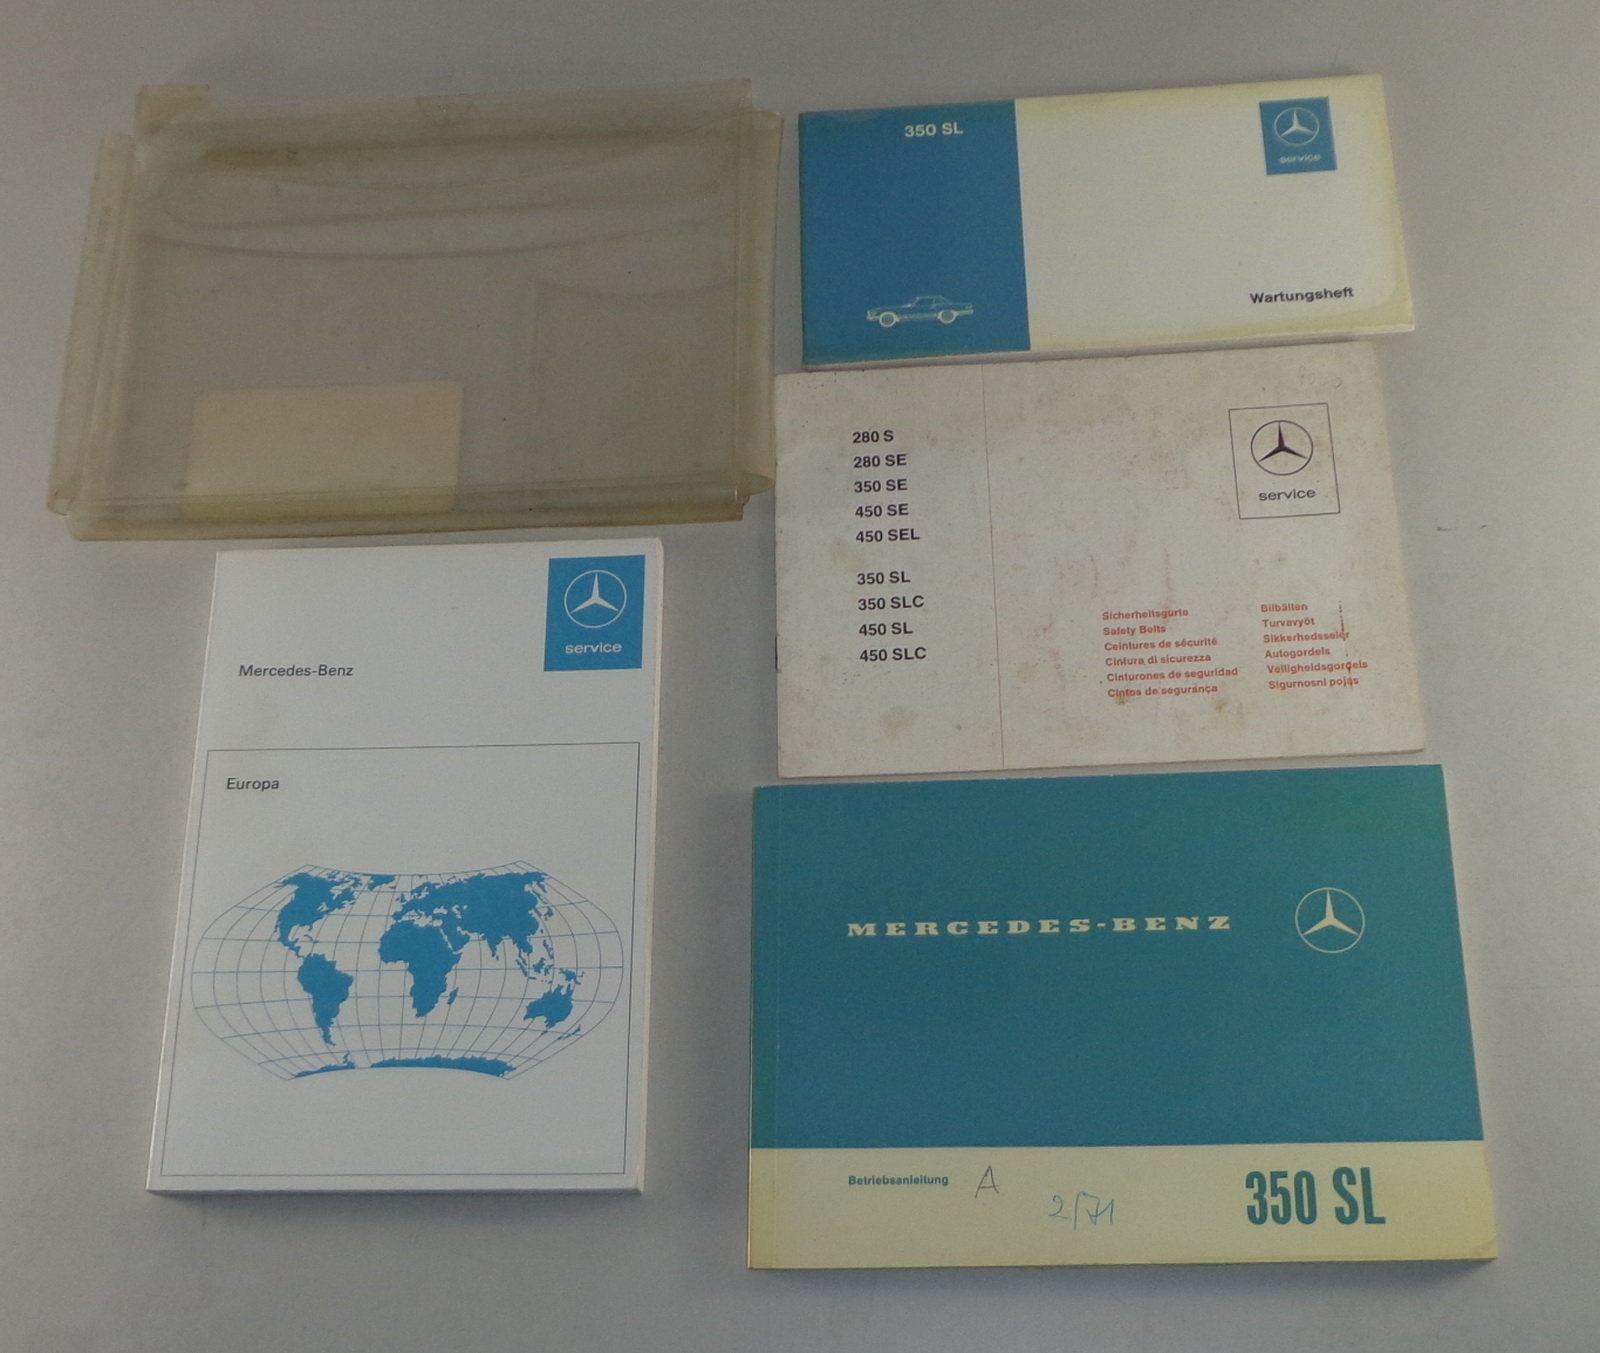 350 SL
service
Wartungsheft
280 S
280 SE
350 SE
450 SE
450 SEL
350 SL
350 SLC
450 SL
450 SLC
service
Sicherheitsgurte
Safety Belts
Ceintures de sécurité
Cintura di sicurezza
Cinturones de seguridad
Cintos de segurança
Bilbälten
Turvavyöt
Sikkerhedsseler
Autogordels
Veiligheidsgordels
Sigurnosni pojas
service
Mercedes-Benz
Europa
MERCEDES-BENZ
Betriebsanleitung A
2/71
350 SL